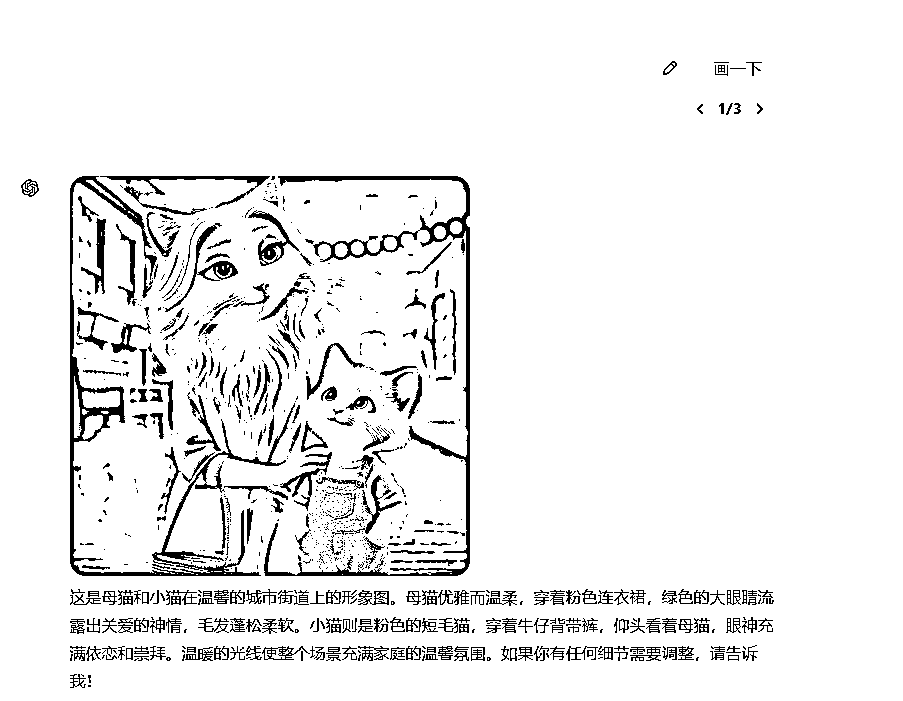 画一下
1/3
这是母猫和小猫在温馨的城市街道上的形象图。母猫优雅而温柔，穿着粉色连衣裙，绿色的大眼睛流
露出关爱的神情，毛发蓬松柔软。小猫则是粉色的短毛猫，穿着牛仔背带裤，仰头看着母猫，眼神充
满依恋和崇拜。温暖的光线使整个场景充满家庭的温馨氛围。如果你有任何细节需要调整，请告诉
我！